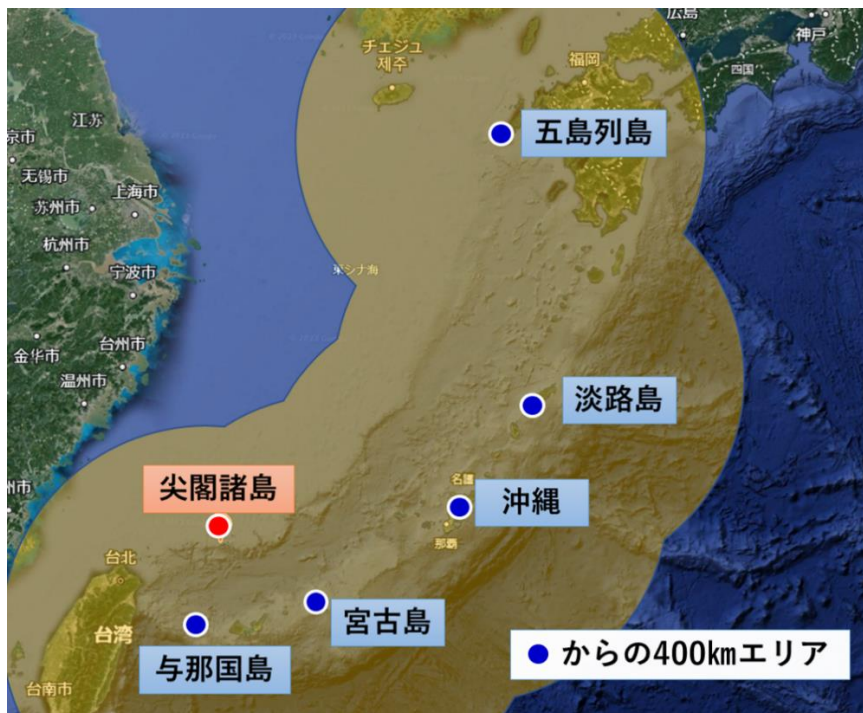 広島
神戸
四国
チェジュ
제주
福岡
五島列島
江苏
京市
无锡市
苏州市
上海市
杭州市
宁波市
東シナ海
金华市
台州市
温州市
淡路島
尖閣諸島
名護
沖縄
那覇
州市
台北
台湾
宮古島
与那国島
台南市
からの400㎞エリア